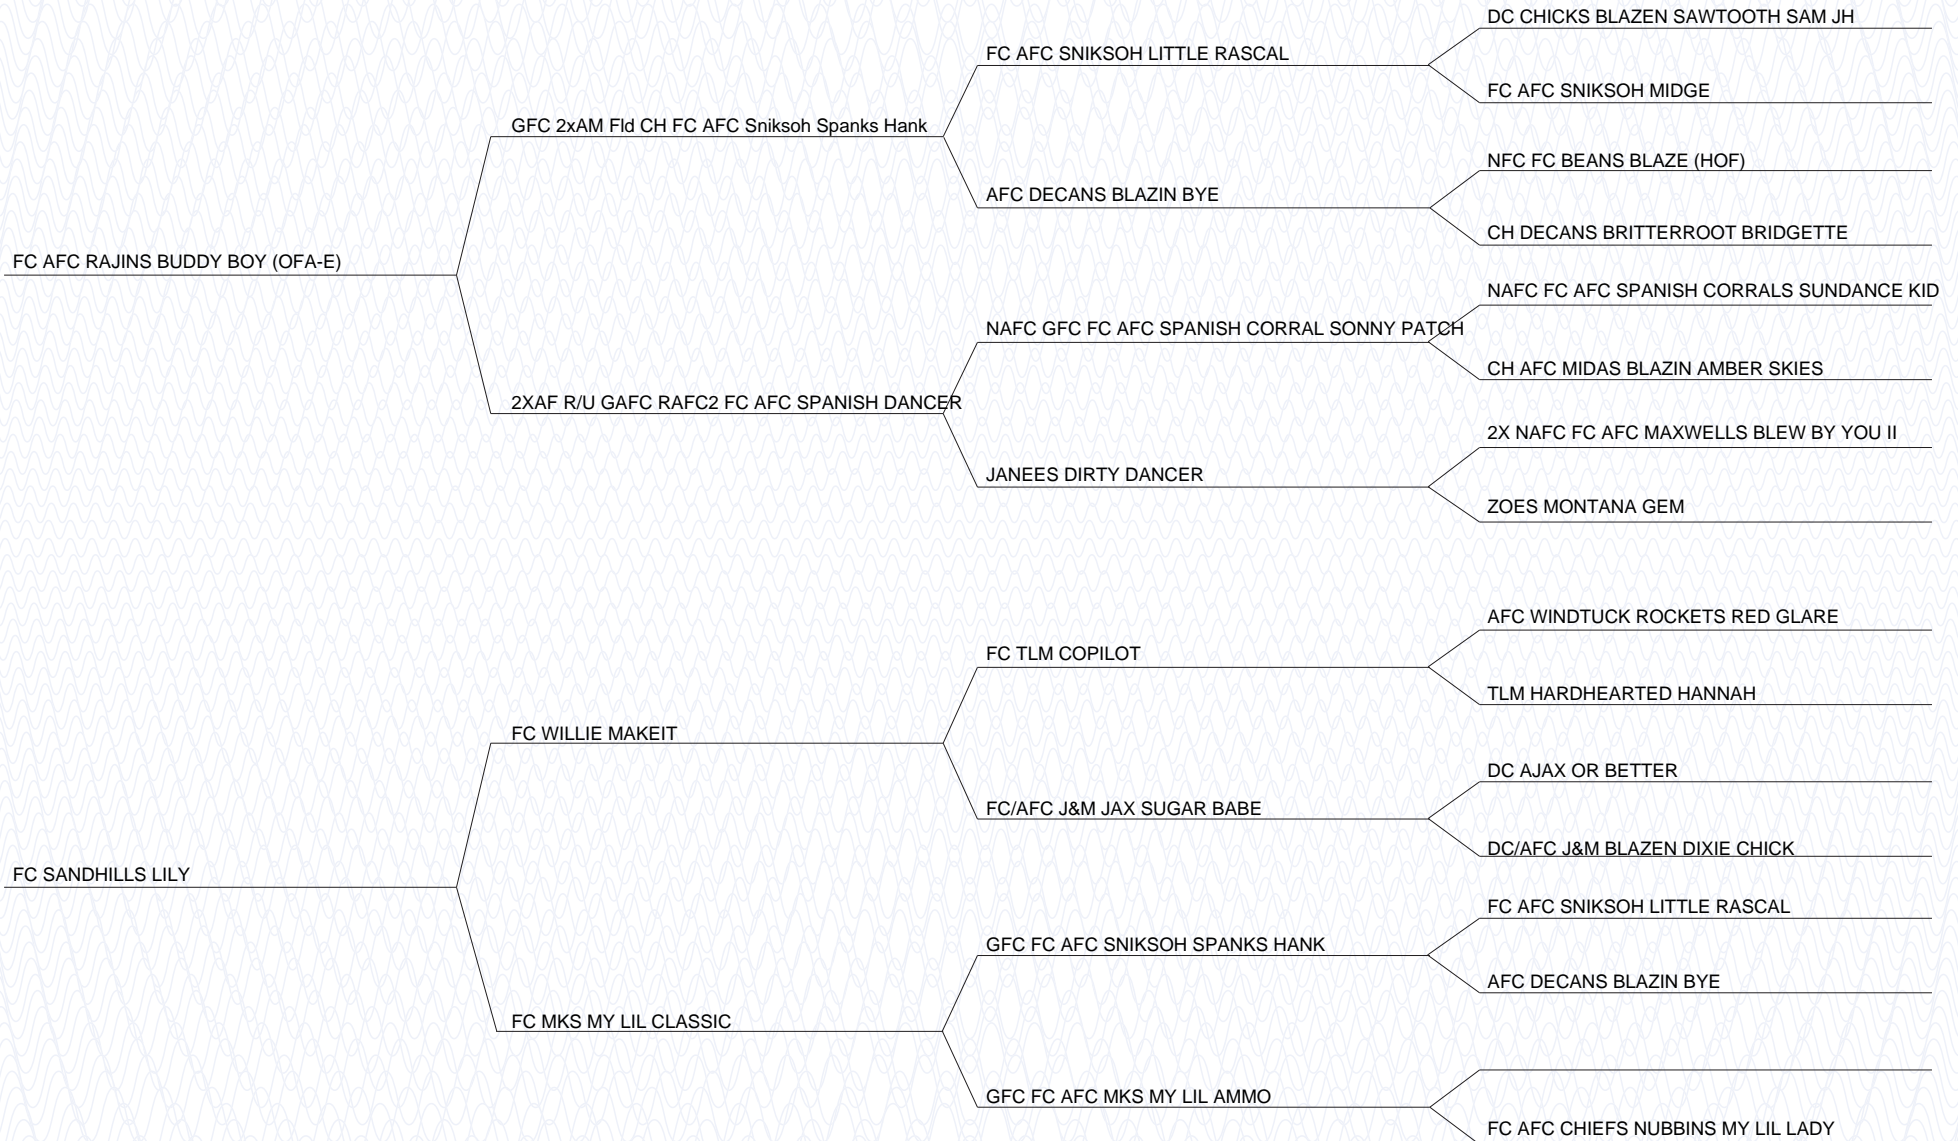 DC CHICKS BLAZEN SAWTOOTH SAM JH
FC AFC SNIKSOH LITTLE RASCAL
FC AFC SNIKSOH MIDGE
GFC 2xAM Fld CH FC AFC Sniksoh Spanks Hank
NFC FC BEANS BLAZE (HOF)
AFC DECANS BLAZIN BYE
CH DECANS BRITTERROOT BRIDGETTE
FC AFC RAJINS BUDDY BOY (OFA-E)
NAFC FC AFC SPANISH CORRALS SUNDANCE KID
NAFC GFC FC AFC SPANISH CORRAL SONNY PATCH
CH AFC MIDAS BLAZIN AMBER SKIES
2XAF R/U GAFC RAFC2 FC AFC SPANISH DANCER
2X NAFC FC AFC MAXWELLS BLEW BY YOU II
JANEES DIRTY DANCER
ZOES MONTANA GEM
AFC WINDTUCK ROCKETS RED GLARE
FC TLM COPILOT
TLM HARDHEARTED HANNAH
FC WILLIE MAKEIT
DC AJAX OR BETTER
FC/AFC J&M JAX SUGAR BABE
DC/AFC J&M BLAZEN DIXIE CHICK
FC SANDHILLS LILY
FC AFC SNIKSOH LITTLE RASCAL
GFC FC AFC SNIKSOH SPANKS HANK
AFC DECANS BLAZIN BYE
FC MKS MY LIL CLASSIC
GFC FC AFC MKS MY LIL AMMO
FC AFC CHIEFS NUBBINS MY LIL LADY